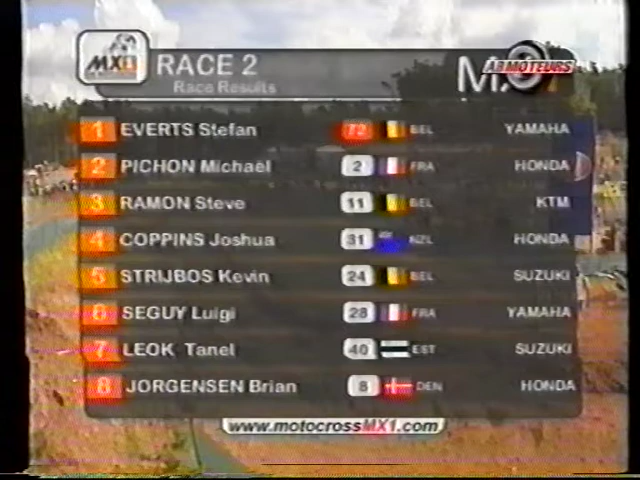 MX1
RACE 2
Race Results
AB MOTEURS
1 EVERTS Stefan 72 BEL YAMAHA
2 PICHON Michael 2 FRA HONDA
3 RAMON Steve 11 BEL KTM
4 COPPINS Joshua 31 NZL HONDA
5 STRIJBOS Kevin 24 BEL SUZUKI
6 SEGUY Luigi 28 FRA YAMAHA
7 LEOK Tanel 40 EST SUZUKI
8 JORGENSEN Brian 8 DEN HONDA
www.motocrossMX1.com